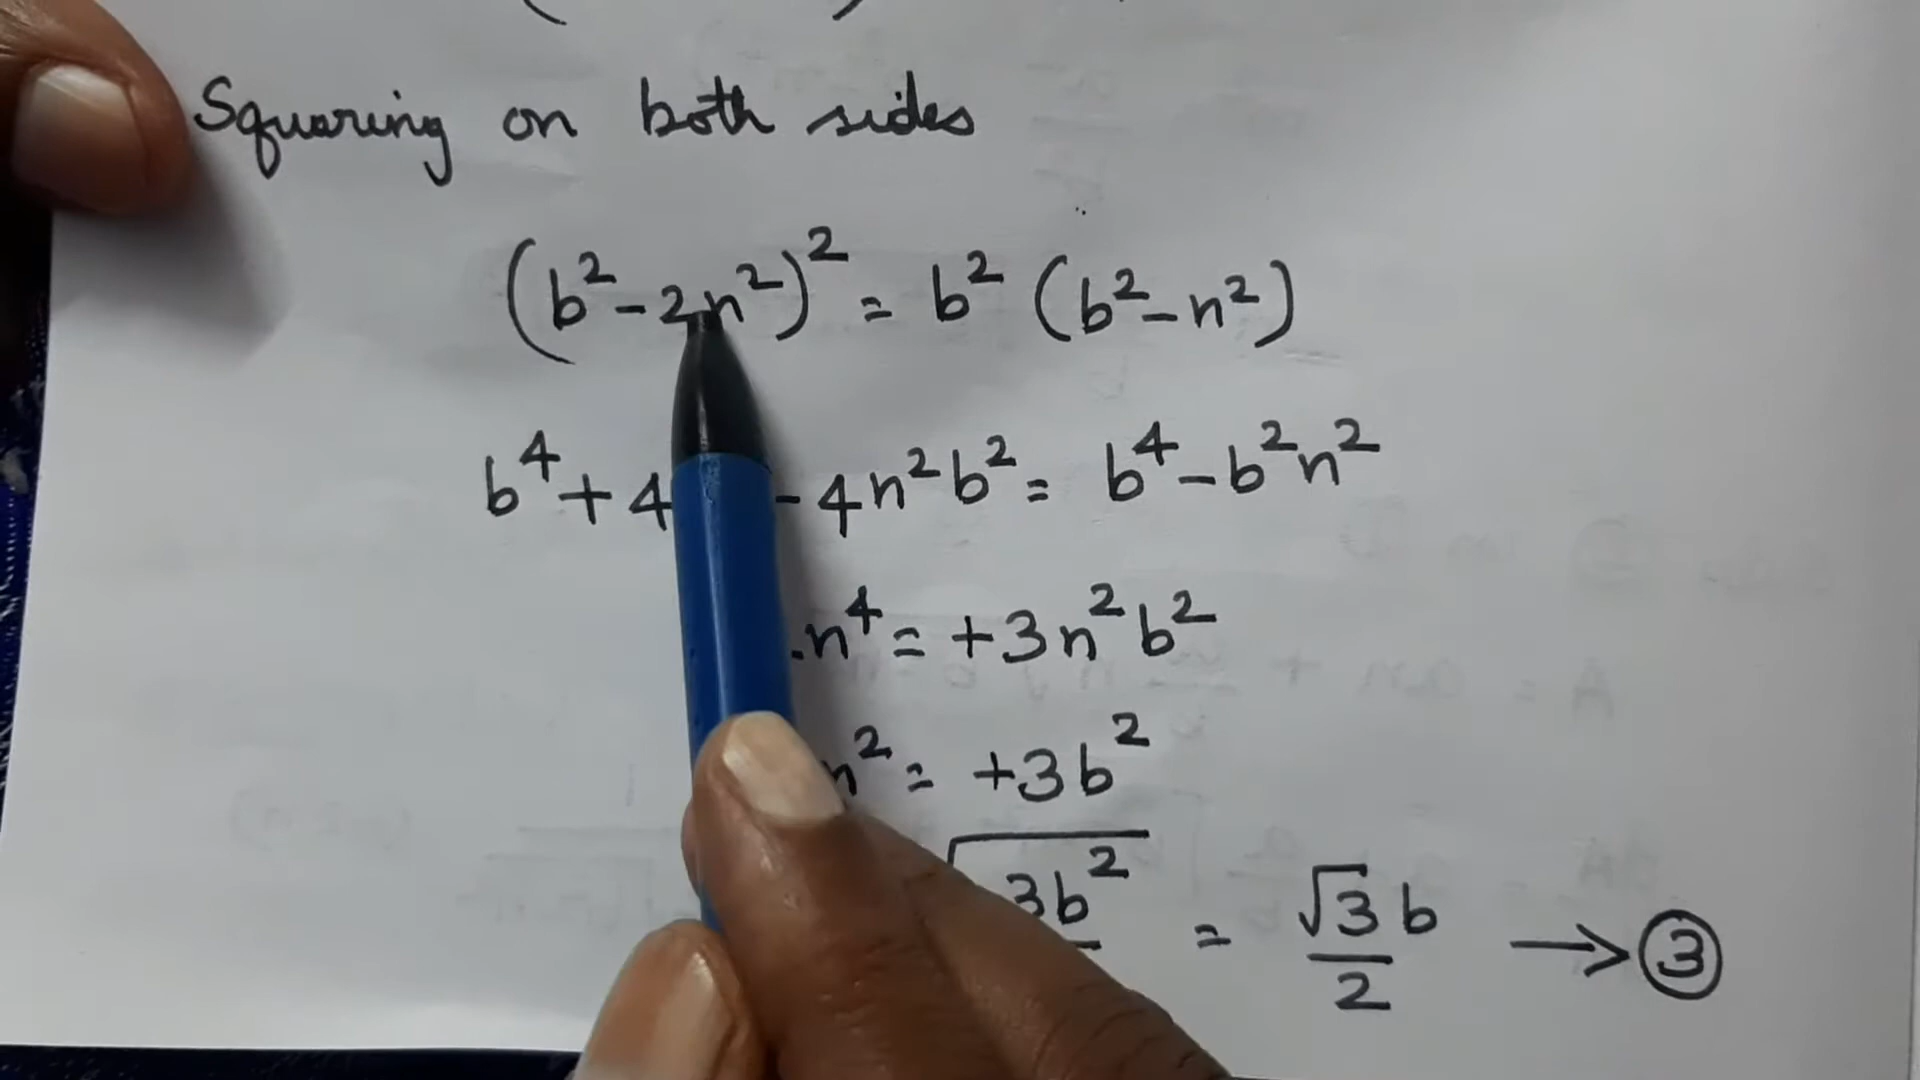 Squaring on both sides
(b² - 2n²)² = b² (b² - n²)
b⁴ + 4 - 4n²b² = b⁴ - b²n²
n⁴ = +3n²b²
n² = +3b²
√3b² = √3 b / 2 → ③